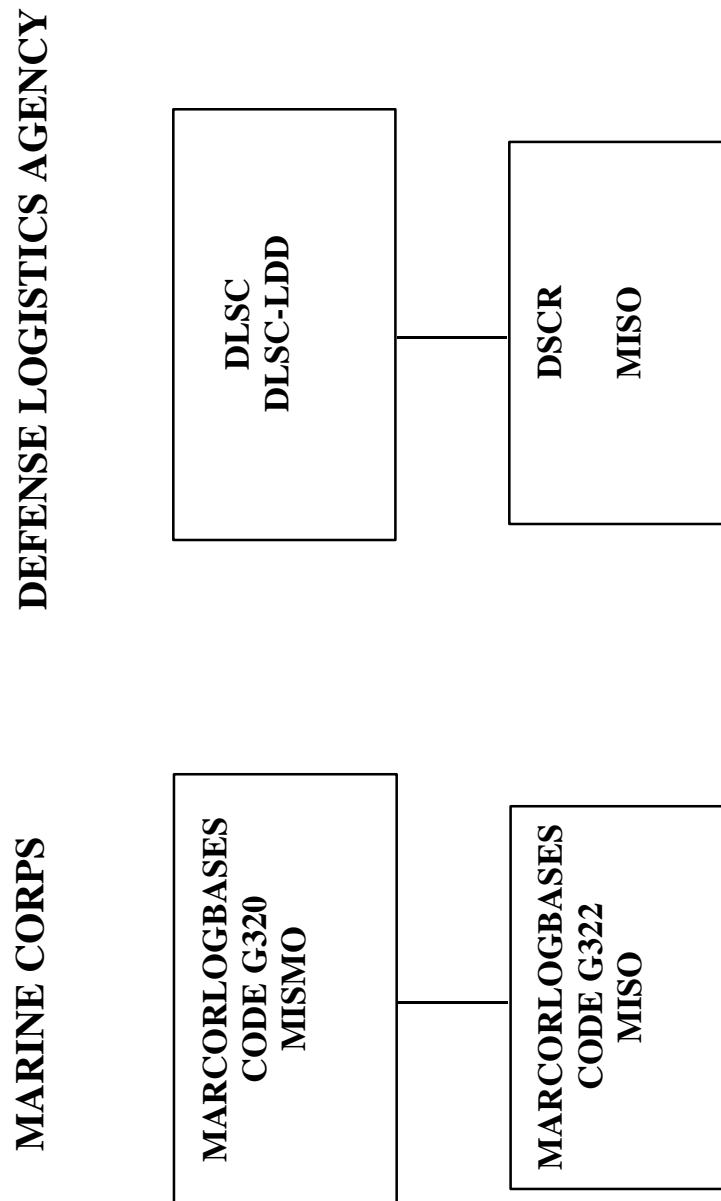 MARINE CORPS
MARCORLOGBASES
CODE G320
MISMO
MARCORLOGBASES
CODE G322
MISO
DEFENSE LOGISTICS AGENCY
DLSC
DLSC-LDD
DSCR
MISO